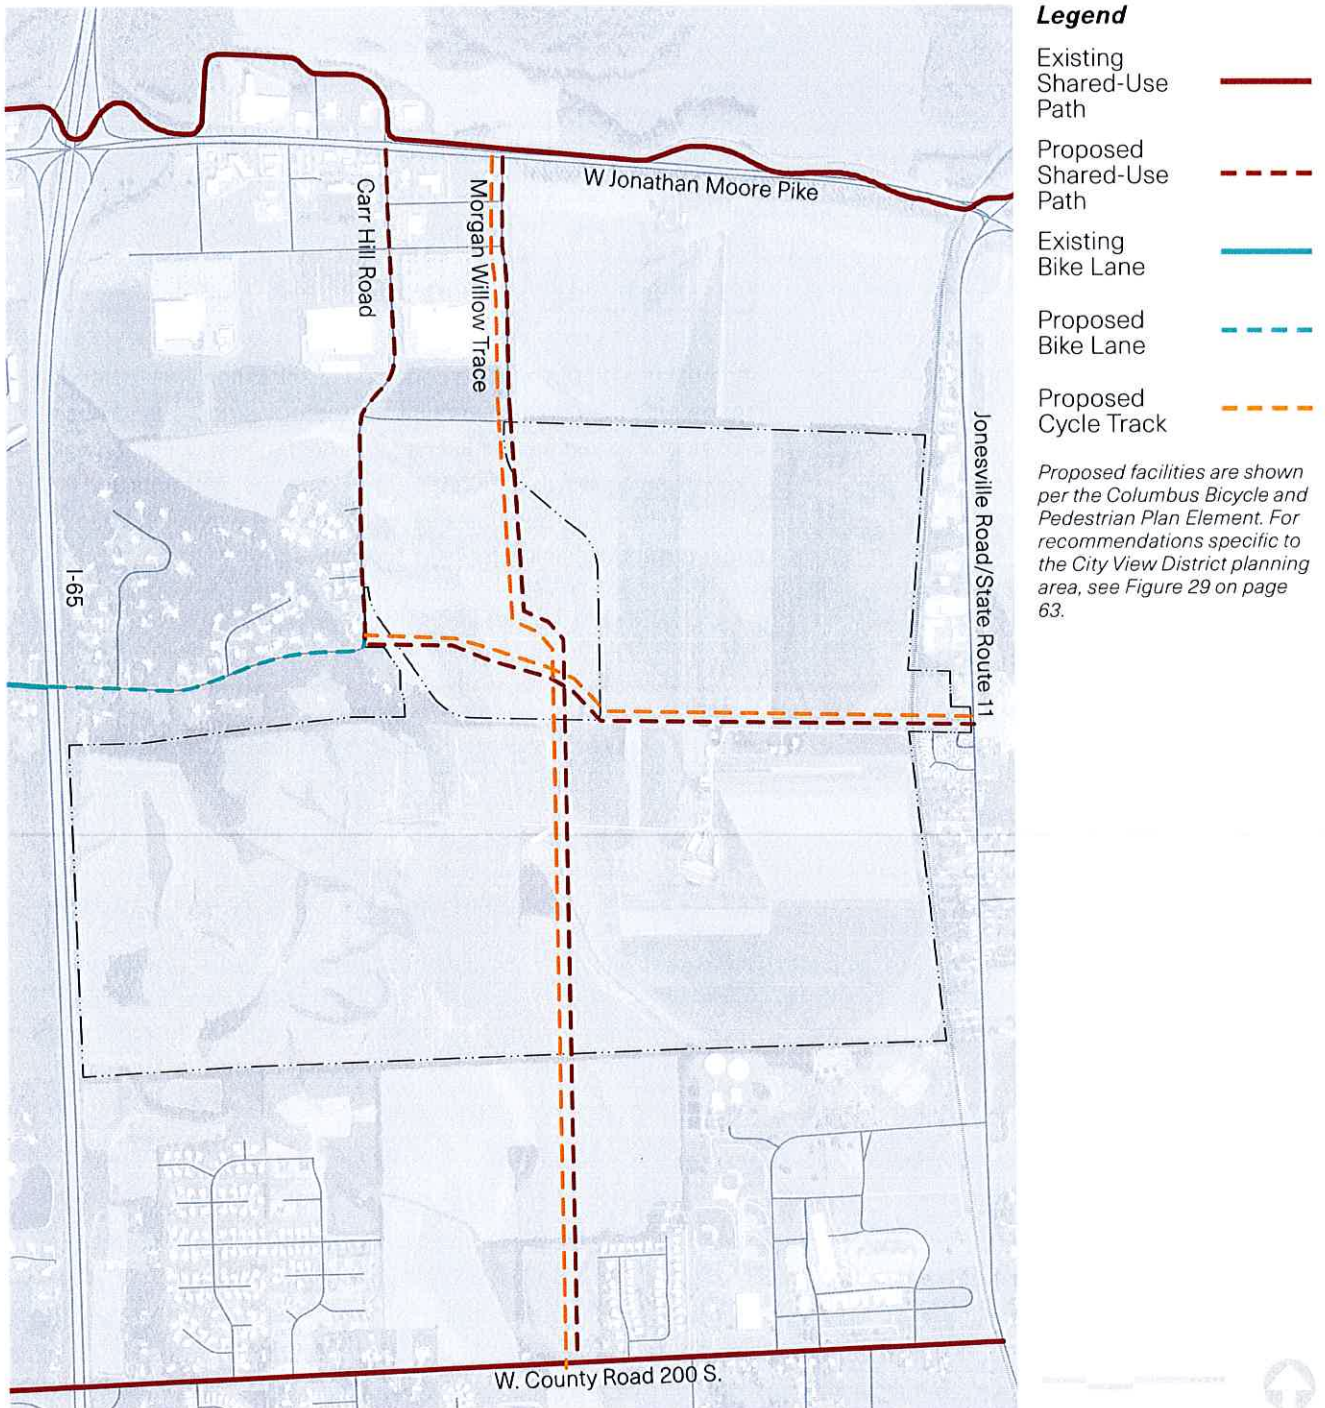 Legend
Existing
Shared-Use
Path
Proposed
Shared-Use
Path
Existing
Bike Lane
Proposed
Bike Lane
Proposed
Cycle Track
Proposed facilities are shown
per the Columbus Bicycle and
Pedestrian Plan Element. For
recommendations specific to
the City View District planning
area, see Figure 29 on page
63.
W Jonathan Moore Pike
Carr Hill Road
Morgan Willow Trace
Jonesville Road/State Route 11
I-65
W. County Road 200 S.